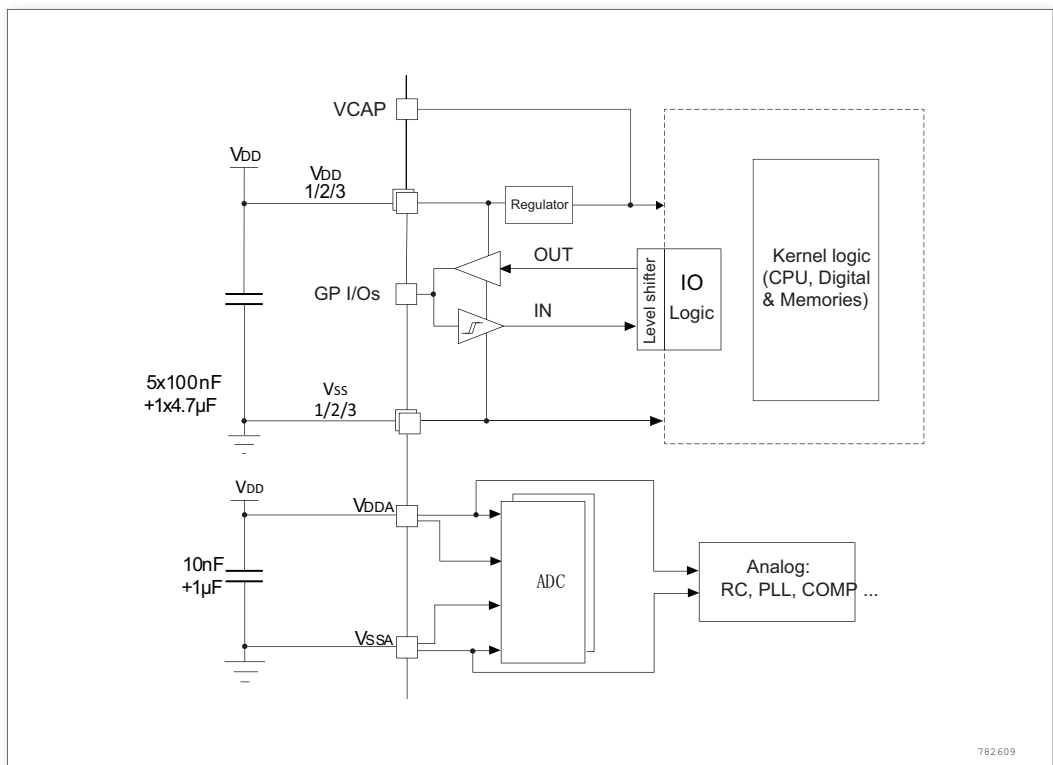 VCAP
VDD
VDD
1/2/3
Regulator
OUT
GP I/Os
IN
Level shifter
IO
Logic
Kernel logic
(CPU, Digital
& Memories)
5x100nF
+1x4.7µF
VSS
1/2/3
VDD
VDDA
10nF
+1µF
ADC
Analog:
RC, PLL, COMP ...
VSSA
782609